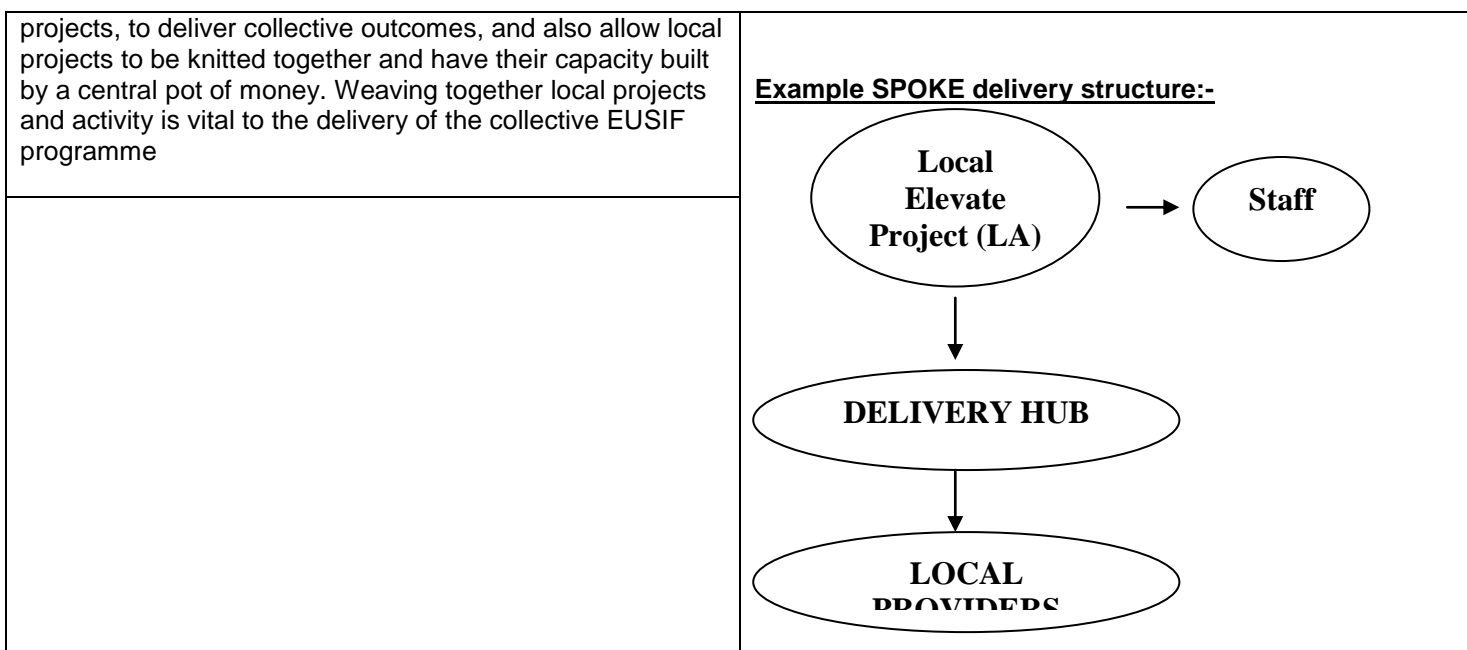 projects, to deliver collective outcomes, and also allow local
projects to be knitted together and have their capacity built
by a central pot of money. Weaving together local projects
and activity is vital to the delivery of the collective EUSIF
programme
Example SPOKE delivery structure:-
Local
Elevate
Project (LA)
Staff
DELIVERY HUB
LOCAL
PROVIDERS